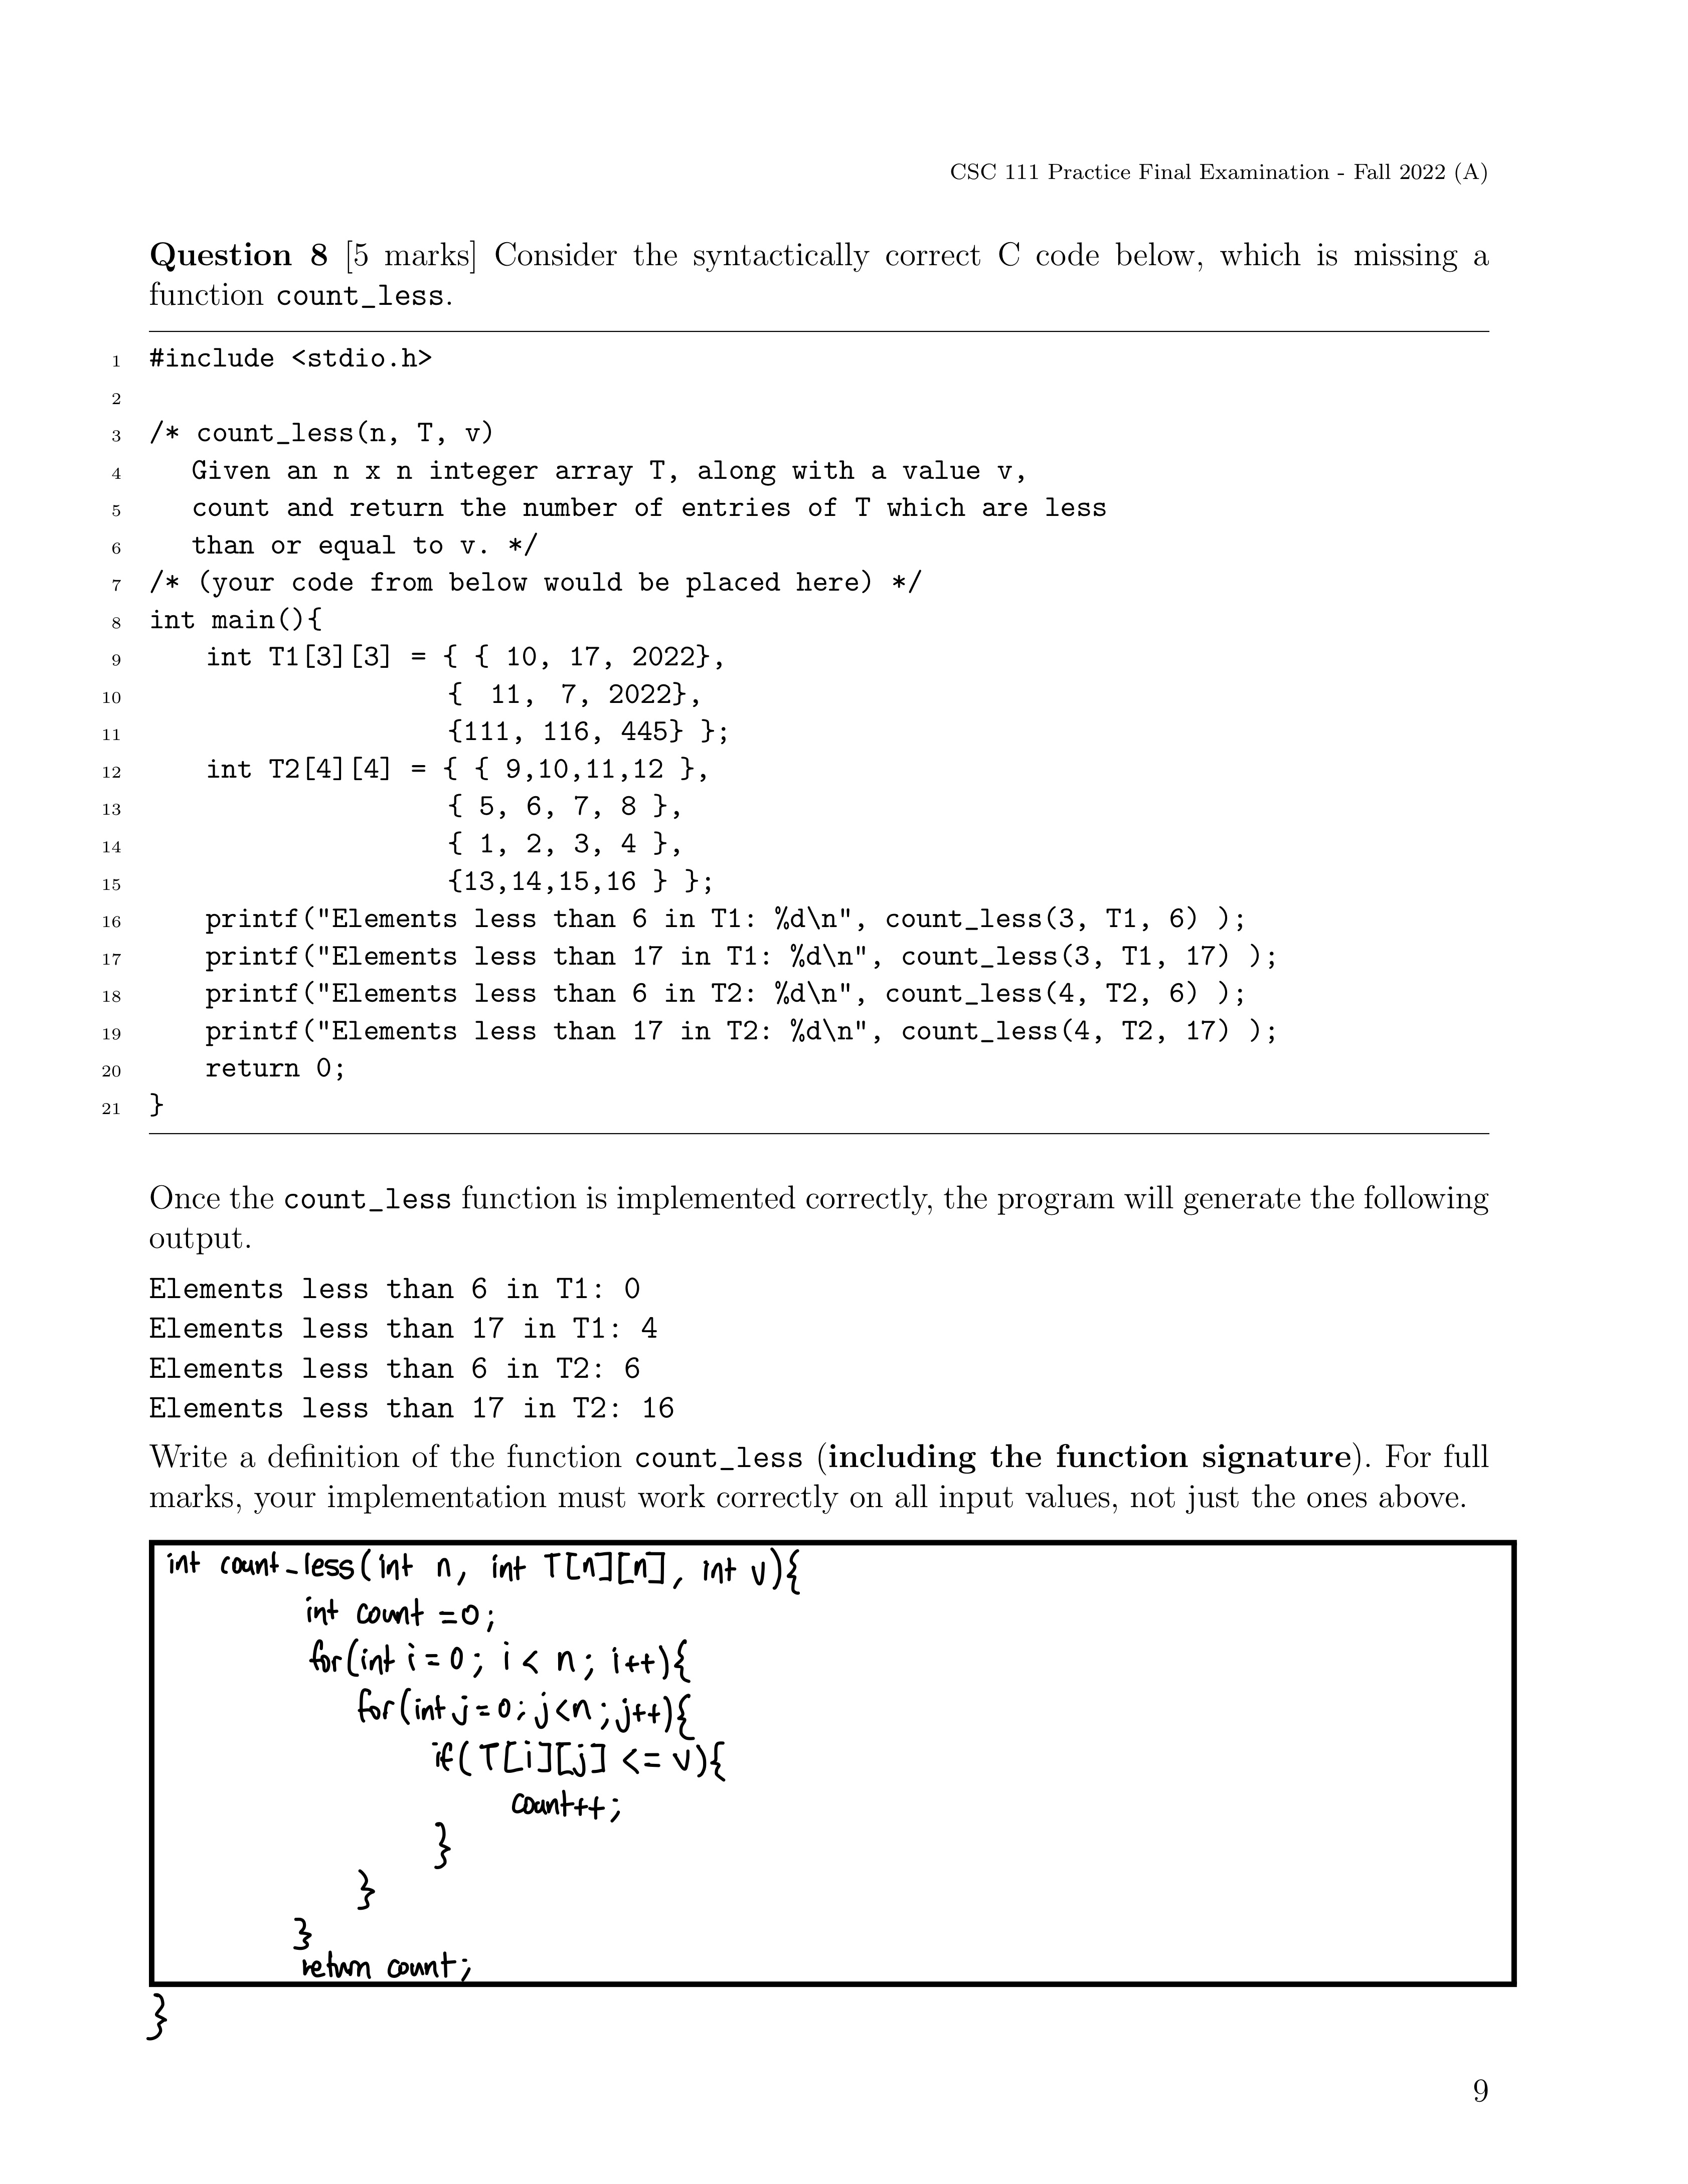 CSC 111 Practice Final Examination - Fall 2022 (A)
Question 8 [5 marks] Consider the syntactically correct C code below, which is missing a
function count_less.
1 #include <stdio.h>
2
3 /* count_less(n, T, v)
4 Given an n x n integer array T, along with a value v,
5 count and return the number of entries of T which are less
6 than or equal to v. */
7 /* (your code from below would be placed here) */
8 int main(){
9 int T1[3][3] = { { 10, 17, 2022},
10 { 11, 7, 2022},
11 {111, 116, 445} };
12 int T2[4][4] = { { 9,10,11,12 },
13 { 5, 6, 7, 8 },
14 { 1, 2, 3, 4 },
15 {13,14,15,16 } };
16 printf("Elements less than 6 in T1: %d\n", count_less(3, T1, 6) );
17 printf("Elements less than 17 in T1: %d\n", count_less(3, T1, 17) );
18 printf("Elements less than 6 in T2: %d\n", count_less(4, T2, 6) );
19 printf("Elements less than 17 in T2: %d\n", count_less(4, T2, 17) );
20 return 0;
21 }
Once the count_less function is implemented correctly, the program will generate the following
output.
Elements less than 6 in T1: 0
Elements less than 17 in T1: 4
Elements less than 6 in T2: 6
Elements less than 17 in T2: 16
Write a definition of the function count_less (including the function signature). For full
marks, your implementation must work correctly on all input values, not just the ones above.
int count_less(int n, int T[n][n], int v){
int count =0;
for(int i = 0; i < n; i++){
for(int j = 0; j<n ; j++){
if( T[i][j] <= v){
count++;
}
}
}
return count;
}
9